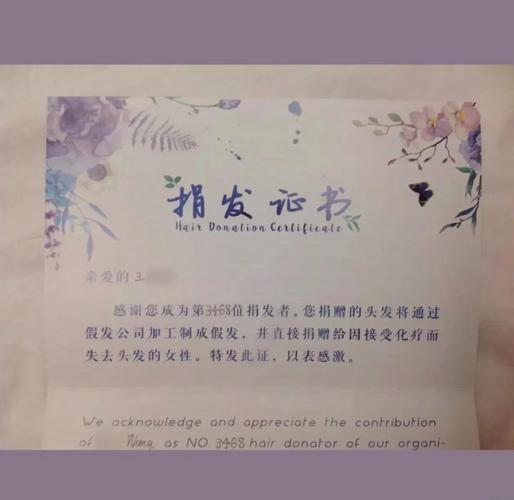 捐发证书
Hair Donation Certificate
亲爱的 王
感谢您成为第3468位捐发者。您捐赠的头发将通过
假发公司加工制成假发，并直接捐赠给因接受化疗而
失去头发的女性。特发此证，以表感激。
We acknowledge and appreciate the contribution
of Wang, as NO. 3468 hair donator of our organi-